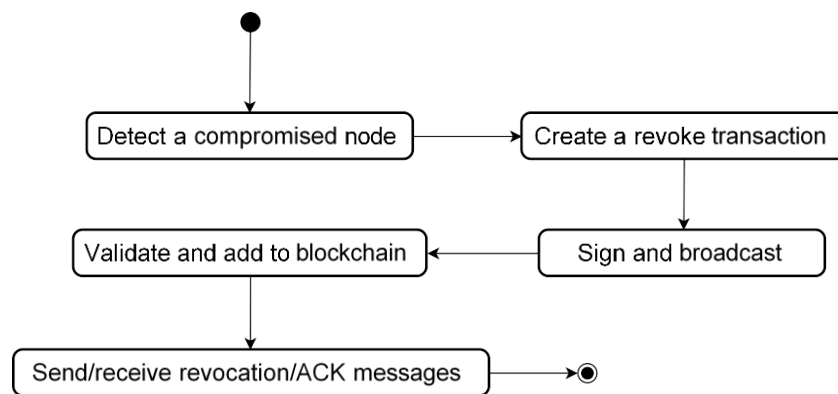 Detect a compromised node
Create a revoke transaction
Sign and broadcast
Validate and add to blockchain
Send/receive revocation/ACK messages